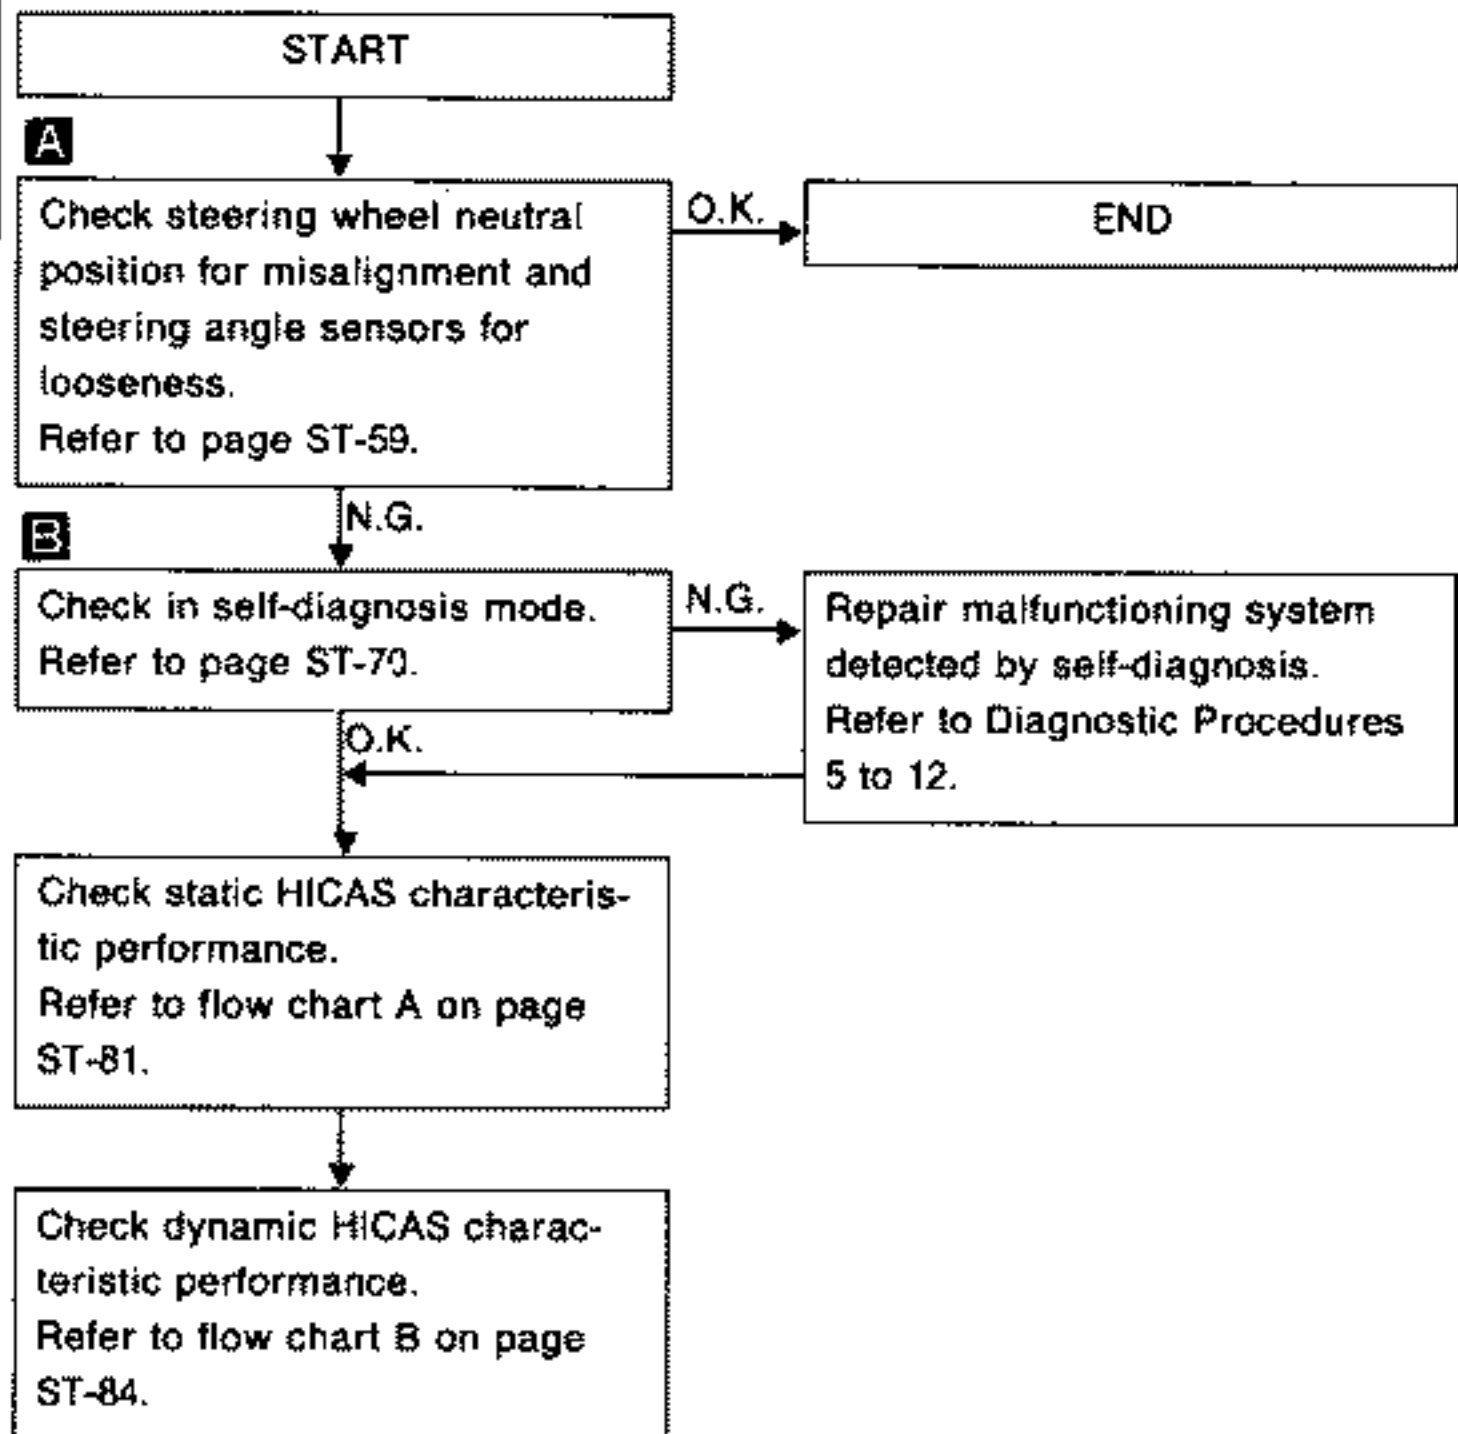 START
A
Check steering wheel neutral
position for misalignment and
steering angle sensors for
looseness.
Refer to page ST-59.
O.K.
END
N.G.
B
Check in self-diagnosis mode.
Refer to page ST-70.
N.G.
Repair malfunctioning system
detected by self-diagnosis.
Refer to Diagnostic Procedures
5 to 12.
O.K.
Check static HICAS characteris-
tic performance.
Refer to flow chart A on page
ST-81.
Check dynamic HICAS charac-
teristic performance.
Refer to flow chart B on page
ST-84.